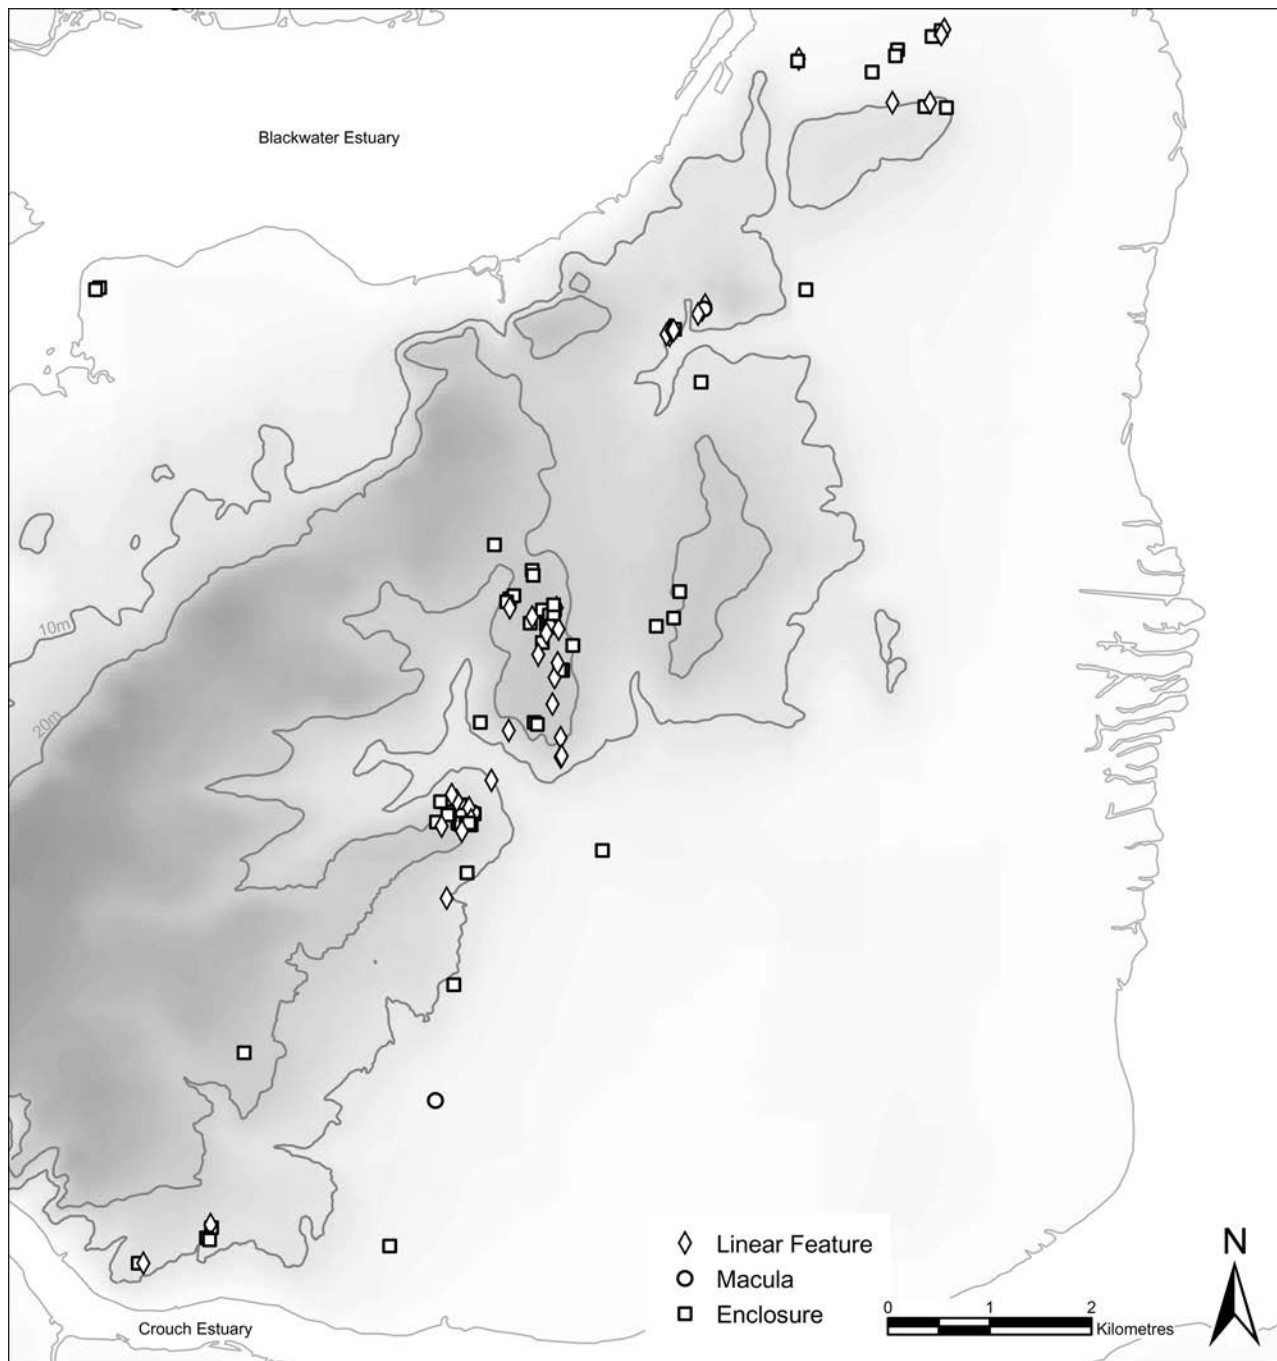 Blackwater Estuary
10m
20m
Linear Feature
Macula
Enclosure
N
0 1 2
Kilometres
Crouch Estuary